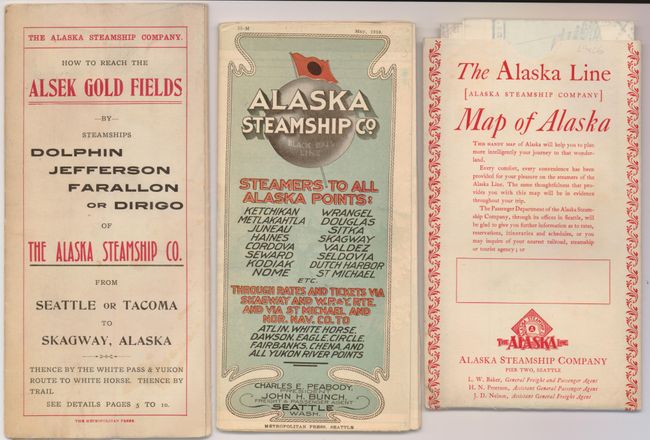 THE ALASKA STEAMSHIP COMPANY.
HOW TO REACH THE
ALSEK GOLD FIELDS
—BY—
STEAMSHIPS
DOLPHIN
JEFFERSON
FARALLON
OR DIRIGO
OF
THE ALASKA STEAMSHIP CO.
FROM
SEATTLE OR TACOMA
TO
SKAGWAY, ALASKA
THENCE BY THE WHITE PASS & YUKON
ROUTE TO WHITE HORSE. THENCE BY
TRAIL
SEE DETAILS PAGES 5 TO 10.
THE METROPOLITAN PRESS.
May, 1908.
ALASKA
STEAMSHIP CO.
BLACK BALL
LINE
STEAMERS TO ALL
ALASKA POINTS:
KETCHIKAN WRANGEL
METLAKAHTLA DOUGLAS
JUNEAU SITKA
HAINES SKAGWAY
CORDOVA VALDEZ
SEWARD SELDOVIA
KODIAK DUTCH HARBOR
NOME ST MICHAEL
ETC.
THROUGH RATES AND TICKETS VIA
SKAGWAY AND W.P.& Y. RTE.
AND VIA ST MICHAEL AND
NOR. NAV. CO. TO
ATLIN, WHITE HORSE,
DAWSON, EAGLE, CIRCLE,
FAIRBANKS, CHENA, AND
ALL YUKON RIVER POINTS
CHARLES E. PEABODY,
PRESIDENT
JOHN H. BUNCH,
FREIGHT & PASSENGER AGENT
SEATTLE
WASH.
METROPOLITAN PRESS, SEATTLE
The Alaska Line
[ALASKA STEAMSHIP COMPANY]
Map of Alaska
THIS HANDY map of Alaska will help you to plan
more intelligently your journey to that wonder-
land.
Every comfort, every convenience has been
provided for your pleasure on the steamers of the
Alaska Line. The same thoughtfulness that pro-
vides you with this map will be in evidence
throughout your trip.
The Passenger Department of the Alaska Steam-
ship Company, through its offices in Seattle, will
be glad to give you further information as to rates,
reservations, itineraries and schedules, or you
may inquire of your nearest railroad, steamship
or tourist agency; or
THE ALASKA LINE
ALASKA STEAMSHIP COMPANY
PIER TWO, SEATTLE
L. W. Baker, General Freight and Passenger Agent
H. N. Peterson, Assistant General Passenger Agent
J. D. Nelson, Assistant General Freight Agent